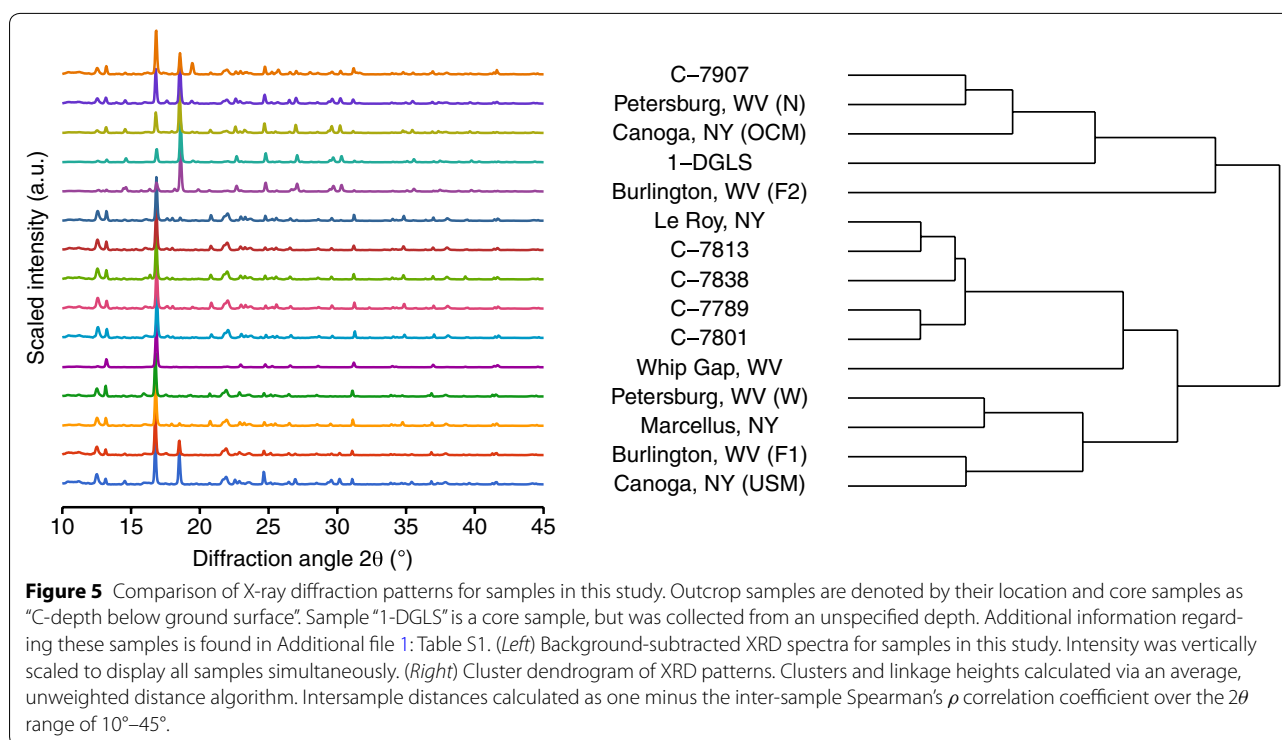 Scaled intensity (a.u.)
C–7907
Petersburg, WV (N)
Canoga, NY (OCM)
1–DGLS
Burlington, WV (F2)
Le Roy, NY
C–7813
C–7838
C–7789
C–7801
Whip Gap, WV
Petersburg, WV (W)
Marcellus, NY
Burlington, WV (F1)
Canoga, NY (USM)
10 15 20 25 30 35 40 45
Diffraction angle 2θ (°)
Figure 5 Comparison of X-ray diffraction patterns for samples in this study. Outcrop samples are denoted by their location and core samples as
"C-depth below ground surface". Sample "1-DGLS" is a core sample, but was collected from an unspecified depth. Additional information regard-
ing these samples is found in Additional file 1: Table S1. (Left) Background-subtracted XRD spectra for samples in this study. Intensity was vertically
scaled to display all samples simultaneously. (Right) Cluster dendrogram of XRD patterns. Clusters and linkage heights calculated via an average,
unweighted distance algorithm. Intersample distances calculated as one minus the inter-sample Spearman's ρ correlation coefficient over the 2θ
range of 10°–45°.